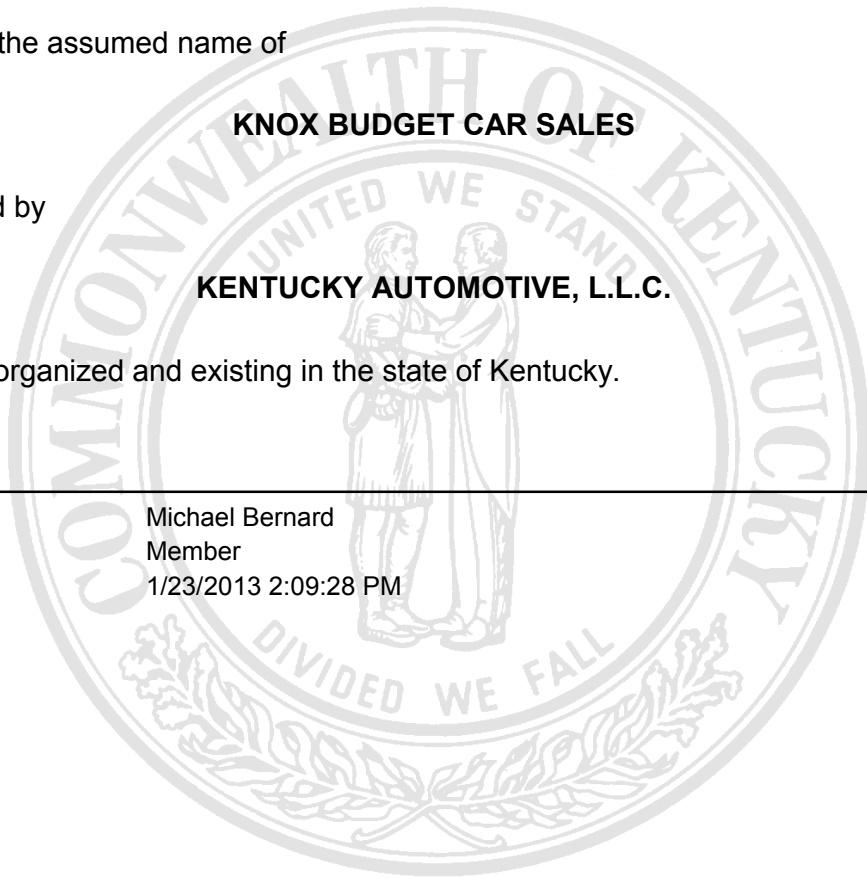 the assumed name of
KNOX BUDGET CAR SALES
d by
KENTUCKY AUTOMOTIVE, L.L.C.
organized and existing in the state of Kentucky.
Michael Bernard
Member
1/23/2013 2:09:28 PM
COMMONWEALTH OF KENTUCKY
UNITED WE STAND
DIVIDED WE FALL